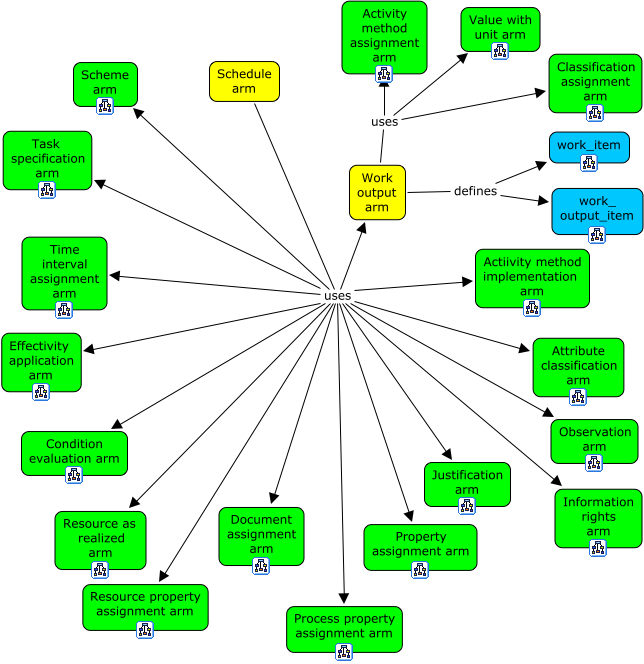 Activity
method
assignment
arm
Value with
unit arm
Scheme
arm
Schedule
arm
Classification
assignment
arm
uses
Task
specification
arm
work_item
Work
output
arm
defines
work_
output_item
Time
interval
assignment
arm
Actiivity method
implementation
arm
uses
Effectivity
application
arm
Attribute
classification
arm
Condition
evaluation arm
Observation
arm
Justification
arm
Information
rights
arm
Resource as
realized
arm
Document
assignment
arm
Property
assignment arm
Resource property
assignment arm
Process property
assignment arm